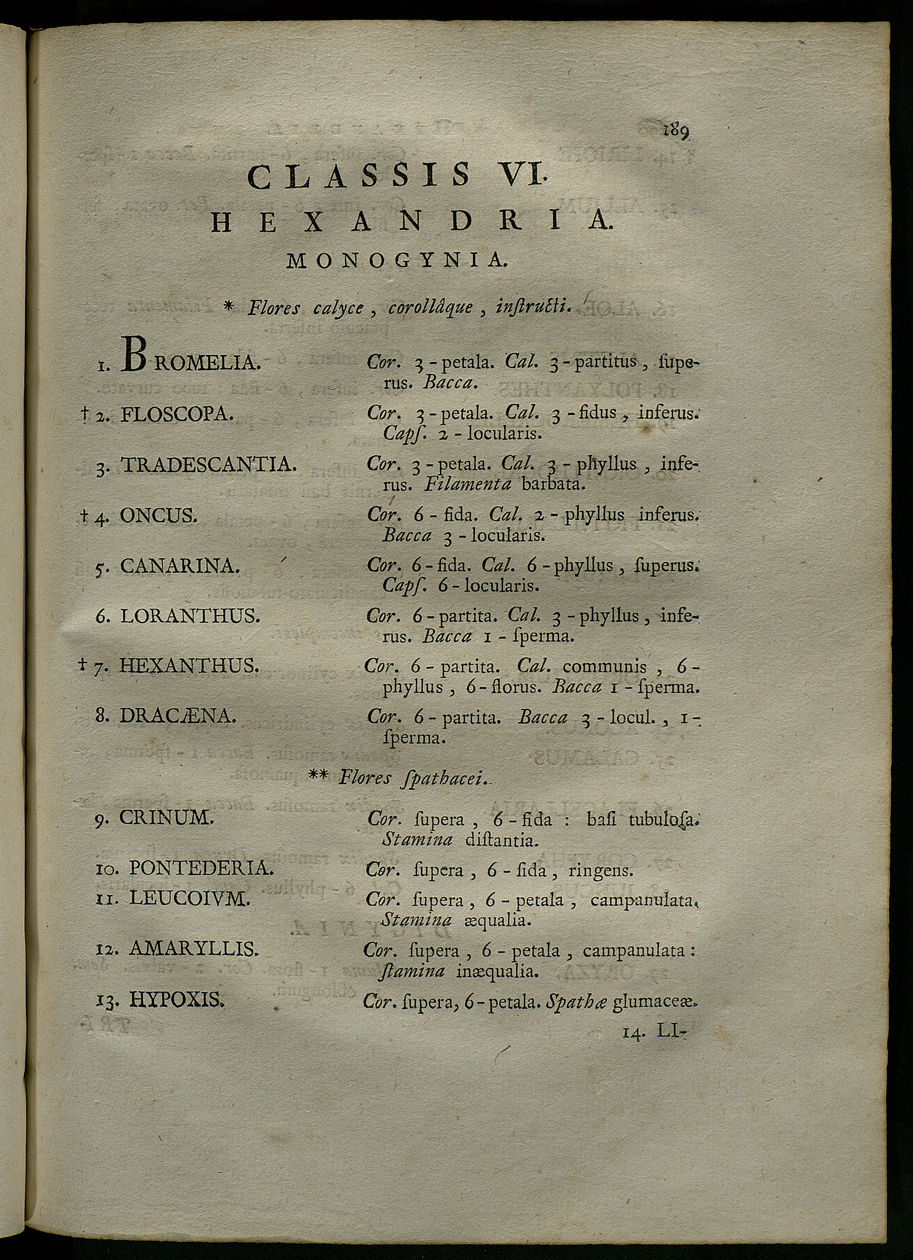 189
CLASSIS VI.
HEXANDRIA.
MONOGYNIA.
* Flores calyce , corollâque , inſtructi.
1. BROMELIA. Cor. 3 - petala. Cal. 3 - partitus , ſupe-
rus. Bacca.
† 2. FLOSCOPA. Cor. 3 - petala. Cal. 3 - fidus , inferus.
Capſ. 2 - locularis.
3. TRADESCANTIA. Cor. 3 - petala. Cal. 3 - phyllus , infe-
rus. Filamenta barbata.
† 4. ONCUS. Cor. 6 - fida. Cal. 2 - phyllus inferus.
Bacca 3 - locularis.
5. CANARINA. Cor. 6 - fida. Cal. 6 - phyllus , ſuperus.
Capſ. 6 - locularis.
6. LORANTHUS. Cor. 6 - partita. Cal. 3 - phyllus , infe-
rus. Bacca 1 - ſperma.
† 7. HEXANTHUS. Cor. 6 - partita. Cal. communis , 6 -
phyllus , 6 - florus. Bacca 1 - ſperma.
8. DRACÆNA. Cor. 6 - partita. Bacca 3 - locul. , 1 -
ſperma.
** Flores ſpathacei.
9. CRINUM. Cor. ſupera , 6 - fida : baſi tubuloſa.
Stamina diſtantia.
10. PONTEDERIA. Cor. ſupera , 6 - fida , ringens.
11. LEUCOIVM. Cor. ſupera , 6 - petala , campanulata.
Stamina æqualia.
12. AMARYLLIS. Cor. ſupera , 6 - petala , campanulata :
ſtamina inæqualia.
13. HYPOXIS. Cor. ſupera, 6 - petala. Spathæ glumaceæ.
14. LI-